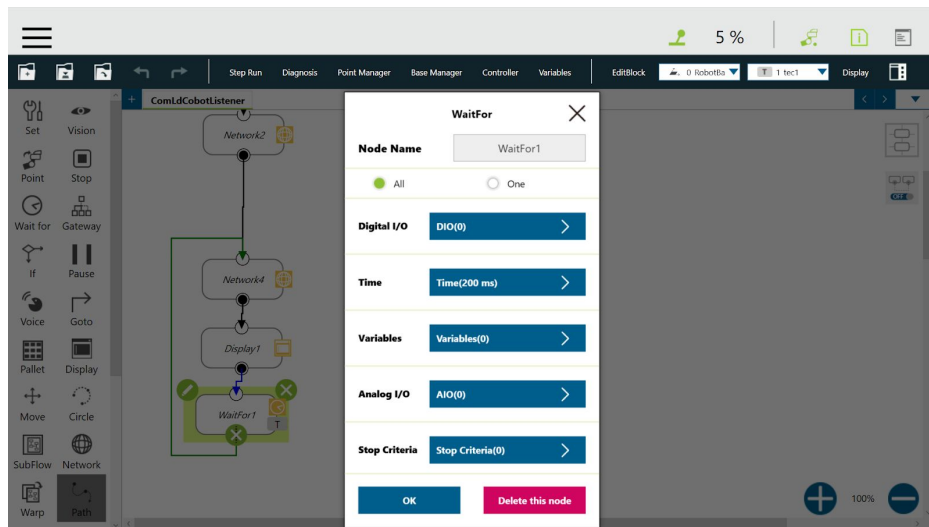 5 %
Step Run Diagnosis Point Manager Base Manager Controller Variables EditBlock 0 RobotBa T 1 tec1 Display
+ ComLdCobotListener
Set Vision
Point Stop
Wait for Gateway
If Pause
Voice Goto
Pallet Display
Move Circle
SubFlow Network
Warp Path
Network2
Network4
Display1
WaitFor1
T
WaitFor
Node Name WaitFor1
All One
Digital I/O DIO(0)
Time Time(200 ms)
Variables Variables(0)
Analog I/O AIO(0)
Stop Criteria Stop Criteria(0)
OK Delete this node
OFF
100%